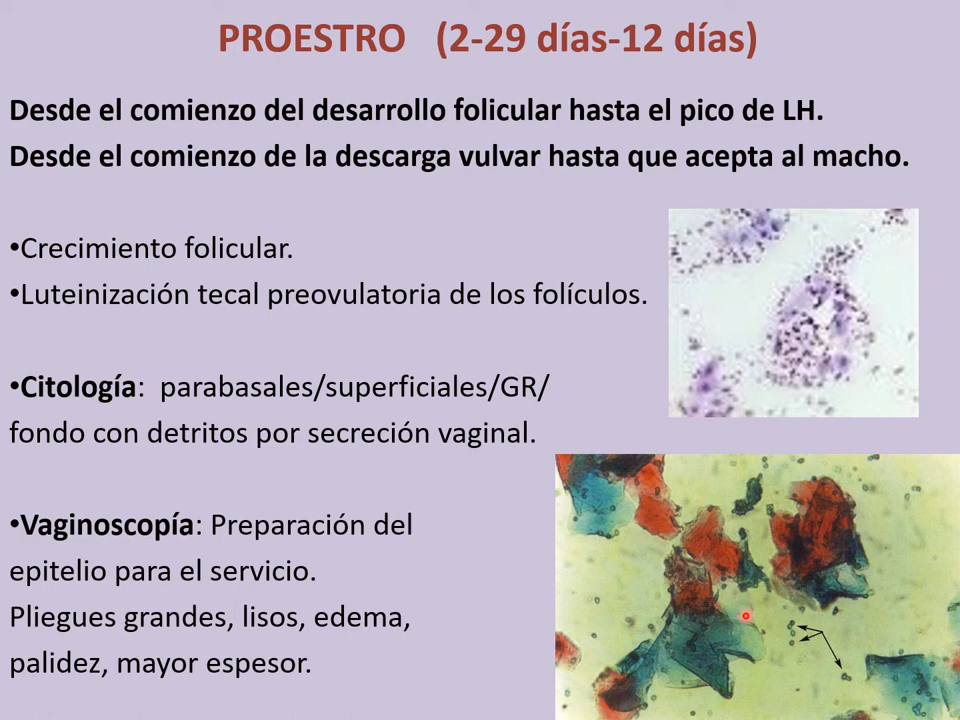 PROESTRO (2-29 días-12 días)
Desde el comienzo del desarrollo folicular hasta el pico de LH.
Desde el comienzo de la descarga vulvar hasta que acepta al macho.
•Crecimiento folicular.
•Luteinización tecal preovulatoria de los folículos.
•Citología: parabasales/superficiales/GR/
fondo con detritos por secreción vaginal.
•Vaginoscopía: Preparación del
epitelio para el servicio.
Pliegues grandes, lisos, edema,
palidez, mayor espesor.